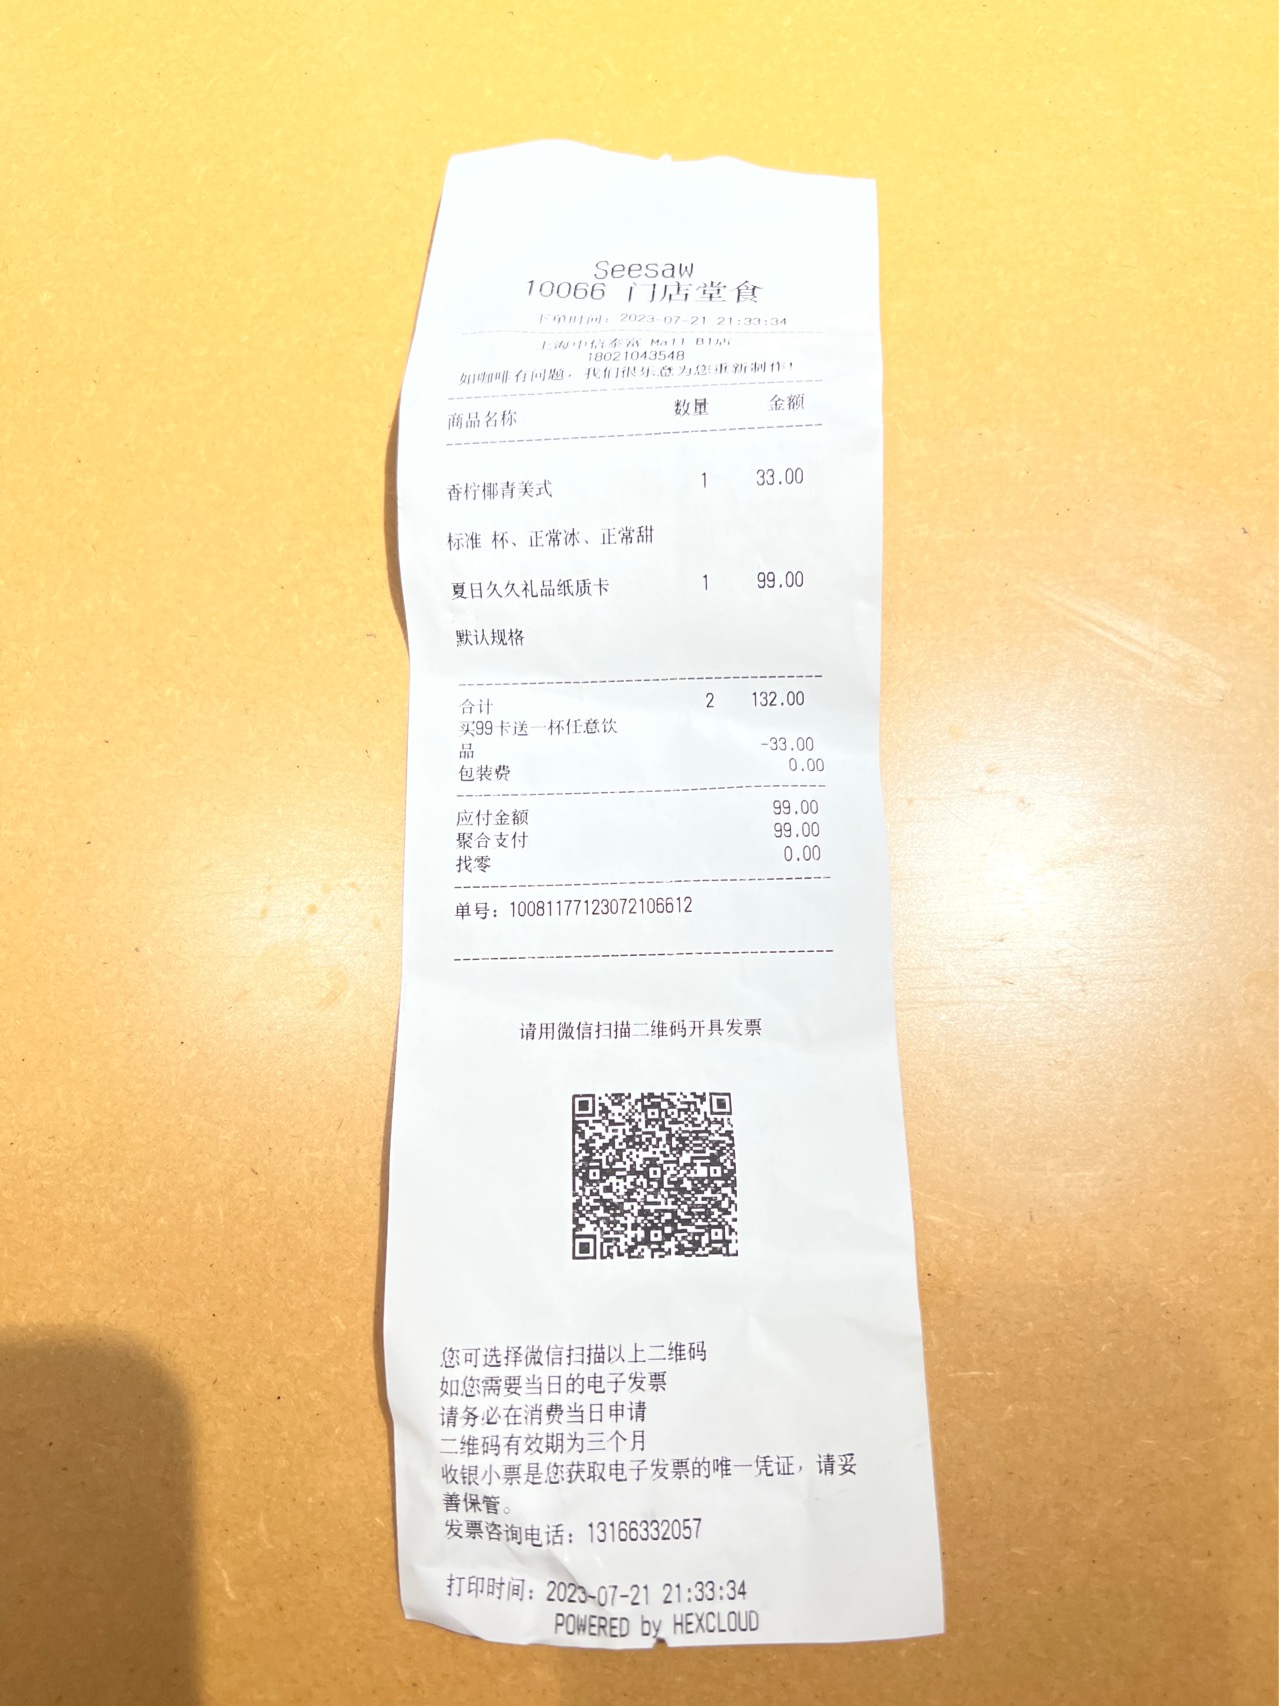 Seesaw
10066 门店堂食
下单时间: 2023-07-21 21:33:34
上海中信泰富 Mall B1店
18021043548
如咖啡有问题, 我们很乐意为您重新制作!
商品名称 数量 金额
香柠椰青美式 1 33.00
标准 杯、正常冰、正常甜
夏日久久礼品纸质卡 1 99.00
默认规格
合计 2 132.00
买99卡送一杯任意饮
品 -33.00
包装费 0.00
应付金额 99.00
聚合支付 99.00
找零 0.00
单号: 10081177123072106612
请用微信扫描二维码开具发票
您可选择微信扫描以上二维码
如您需要当日的电子发票
请务必在消费当日申请
二维码有效期为三个月
收银小票是您获取电子发票的唯一凭证, 请妥
善保管。
发票咨询电话: 13166332057
打印时间: 2023-07-21 21:33:34
POWERED by HEXCLOUD